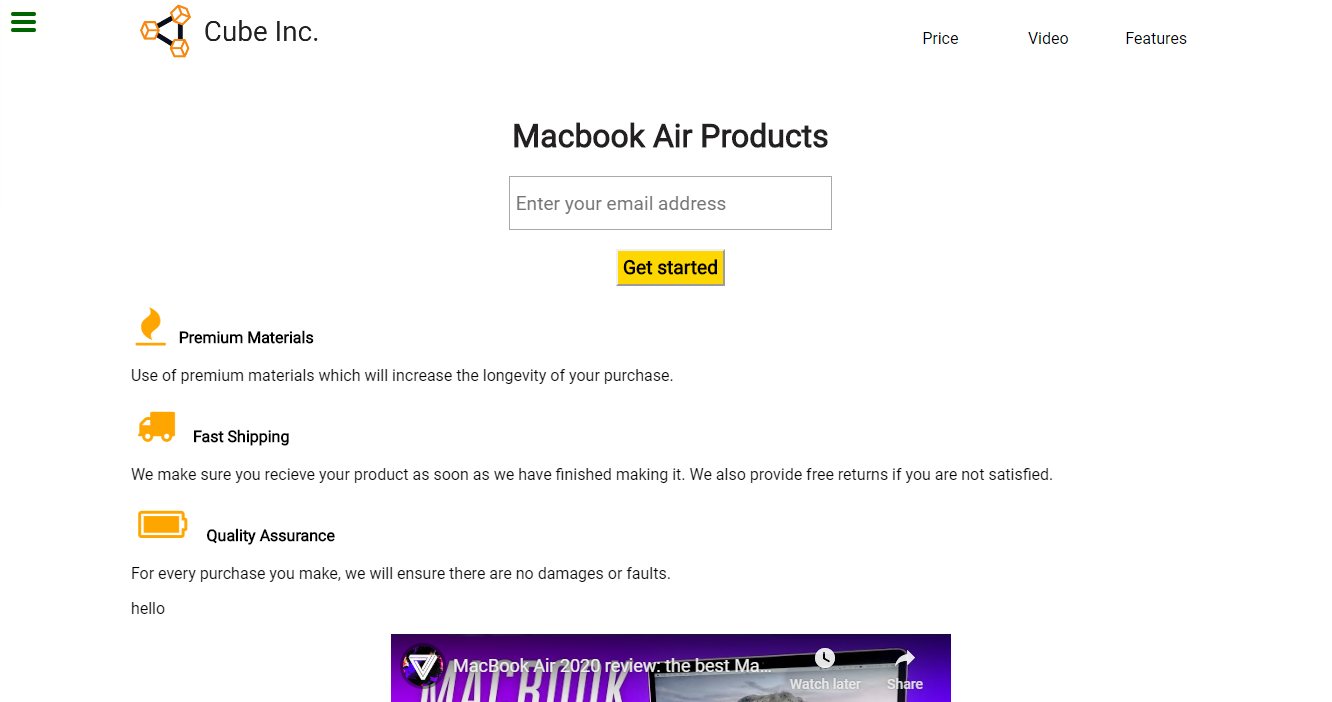 Cube Inc.
Price Video Features
Macbook Air Products
Enter your email address
Get started
Premium Materials
Use of premium materials which will increase the longevity of your purchase.
Fast Shipping
We make sure you recieve your product as soon as we have finished making it. We also provide free returns if you are not satisfied.
Quality Assurance
For every purchase you make, we will ensure there are no damages or faults.
hello
MacBook Air 2020 review: the best Ma...
Watch later Share
MACBOOK